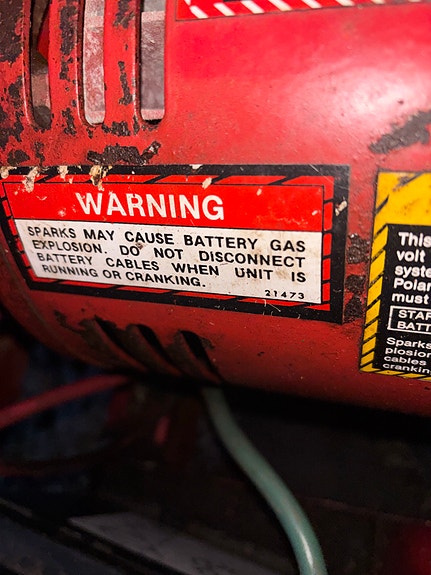 WARNING
SPARKS MAY CAUSE BATTERY GAS
EXPLOSION. DO NOT DISCONNECT
BATTERY CABLES WHEN UNIT IS
RUNNING OR CRANKING.
21473
This
volt
syste
Polar
must
STAR
BATT
Sparks
plosion
cables
cranking